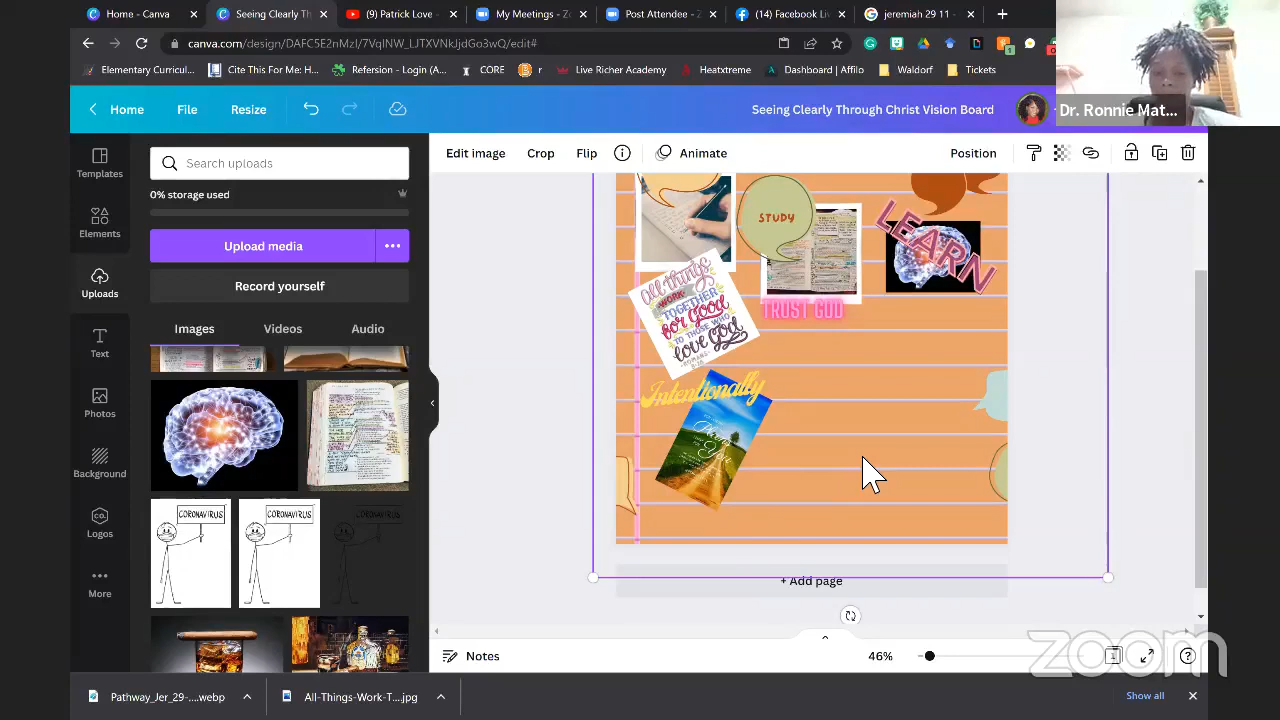 Home - Canva
Seeing Clearly Th
(9) Patrick Love -
My Meetings - Zo
Post Attendee - Z
(14) Facebook Liv
jeremiah 29 11 -
canva.com/design/DAFC5E2nMzI/7VqINW_LJTXVNkJjdGo3wQ/edit#
Elementary Curricul...
Cite This For Me: H...
Refersion - Login (A...
CORE
r
Live Richer Academy
Heatxtreme
Dashboard | Affilo
Waldorf
Tickets
Dr. Ronnie Mat...
Home
File
Resize
Seeing Clearly Through Christ Vision Board
Templates
Elements
Uploads
Text
Photos
Background
Logos
More
Search uploads
0% storage used
Upload media
Record yourself
Images
Videos
Audio
CORONAVIRUS
CORONAVIRUS
CORONAVIRUS
Edit image
Crop
Flip
Animate
Position
STUDY
LEARN
all things
WORK
TOGETHER
for Good
TO THOSE WHO
love God
TRUST GOD
Intentionally
+ Add page
Notes
46%
1
zoom
Pathway_Jer_29-....webp
All-Things-Work-T....jpg
Show all